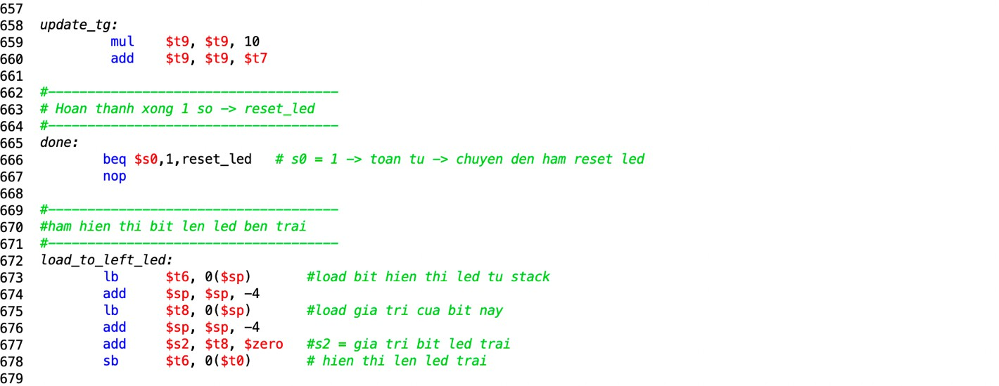 657
658 update_tg:
659 mul $t9, $t9, 10
660 add $t9, $t9, $t7
661
662 #-------------------------------------
663 # Hoan thanh xong 1 so -> reset_led
664 #-------------------------------------
665 done:
666 beq $s0,1,reset_led # s0 = 1 -> toan tu -> chuyen den ham reset led
667 nop
668
669 #-------------------------------------
670 #ham hien thi bit len led ben trai
671 #-------------------------------------
672 load_to_left_led:
673 lb $t6, 0($sp) #load bit hien thi led tu stack
674 add $sp, $sp, -4
675 lb $t8, 0($sp) #load gia tri cua bit nay
676 add $sp, $sp, -4
677 add $s2, $t8, $zero #s2 = gia tri bit led trai
678 sb $t6, 0($t0) # hien thi len led trai
679